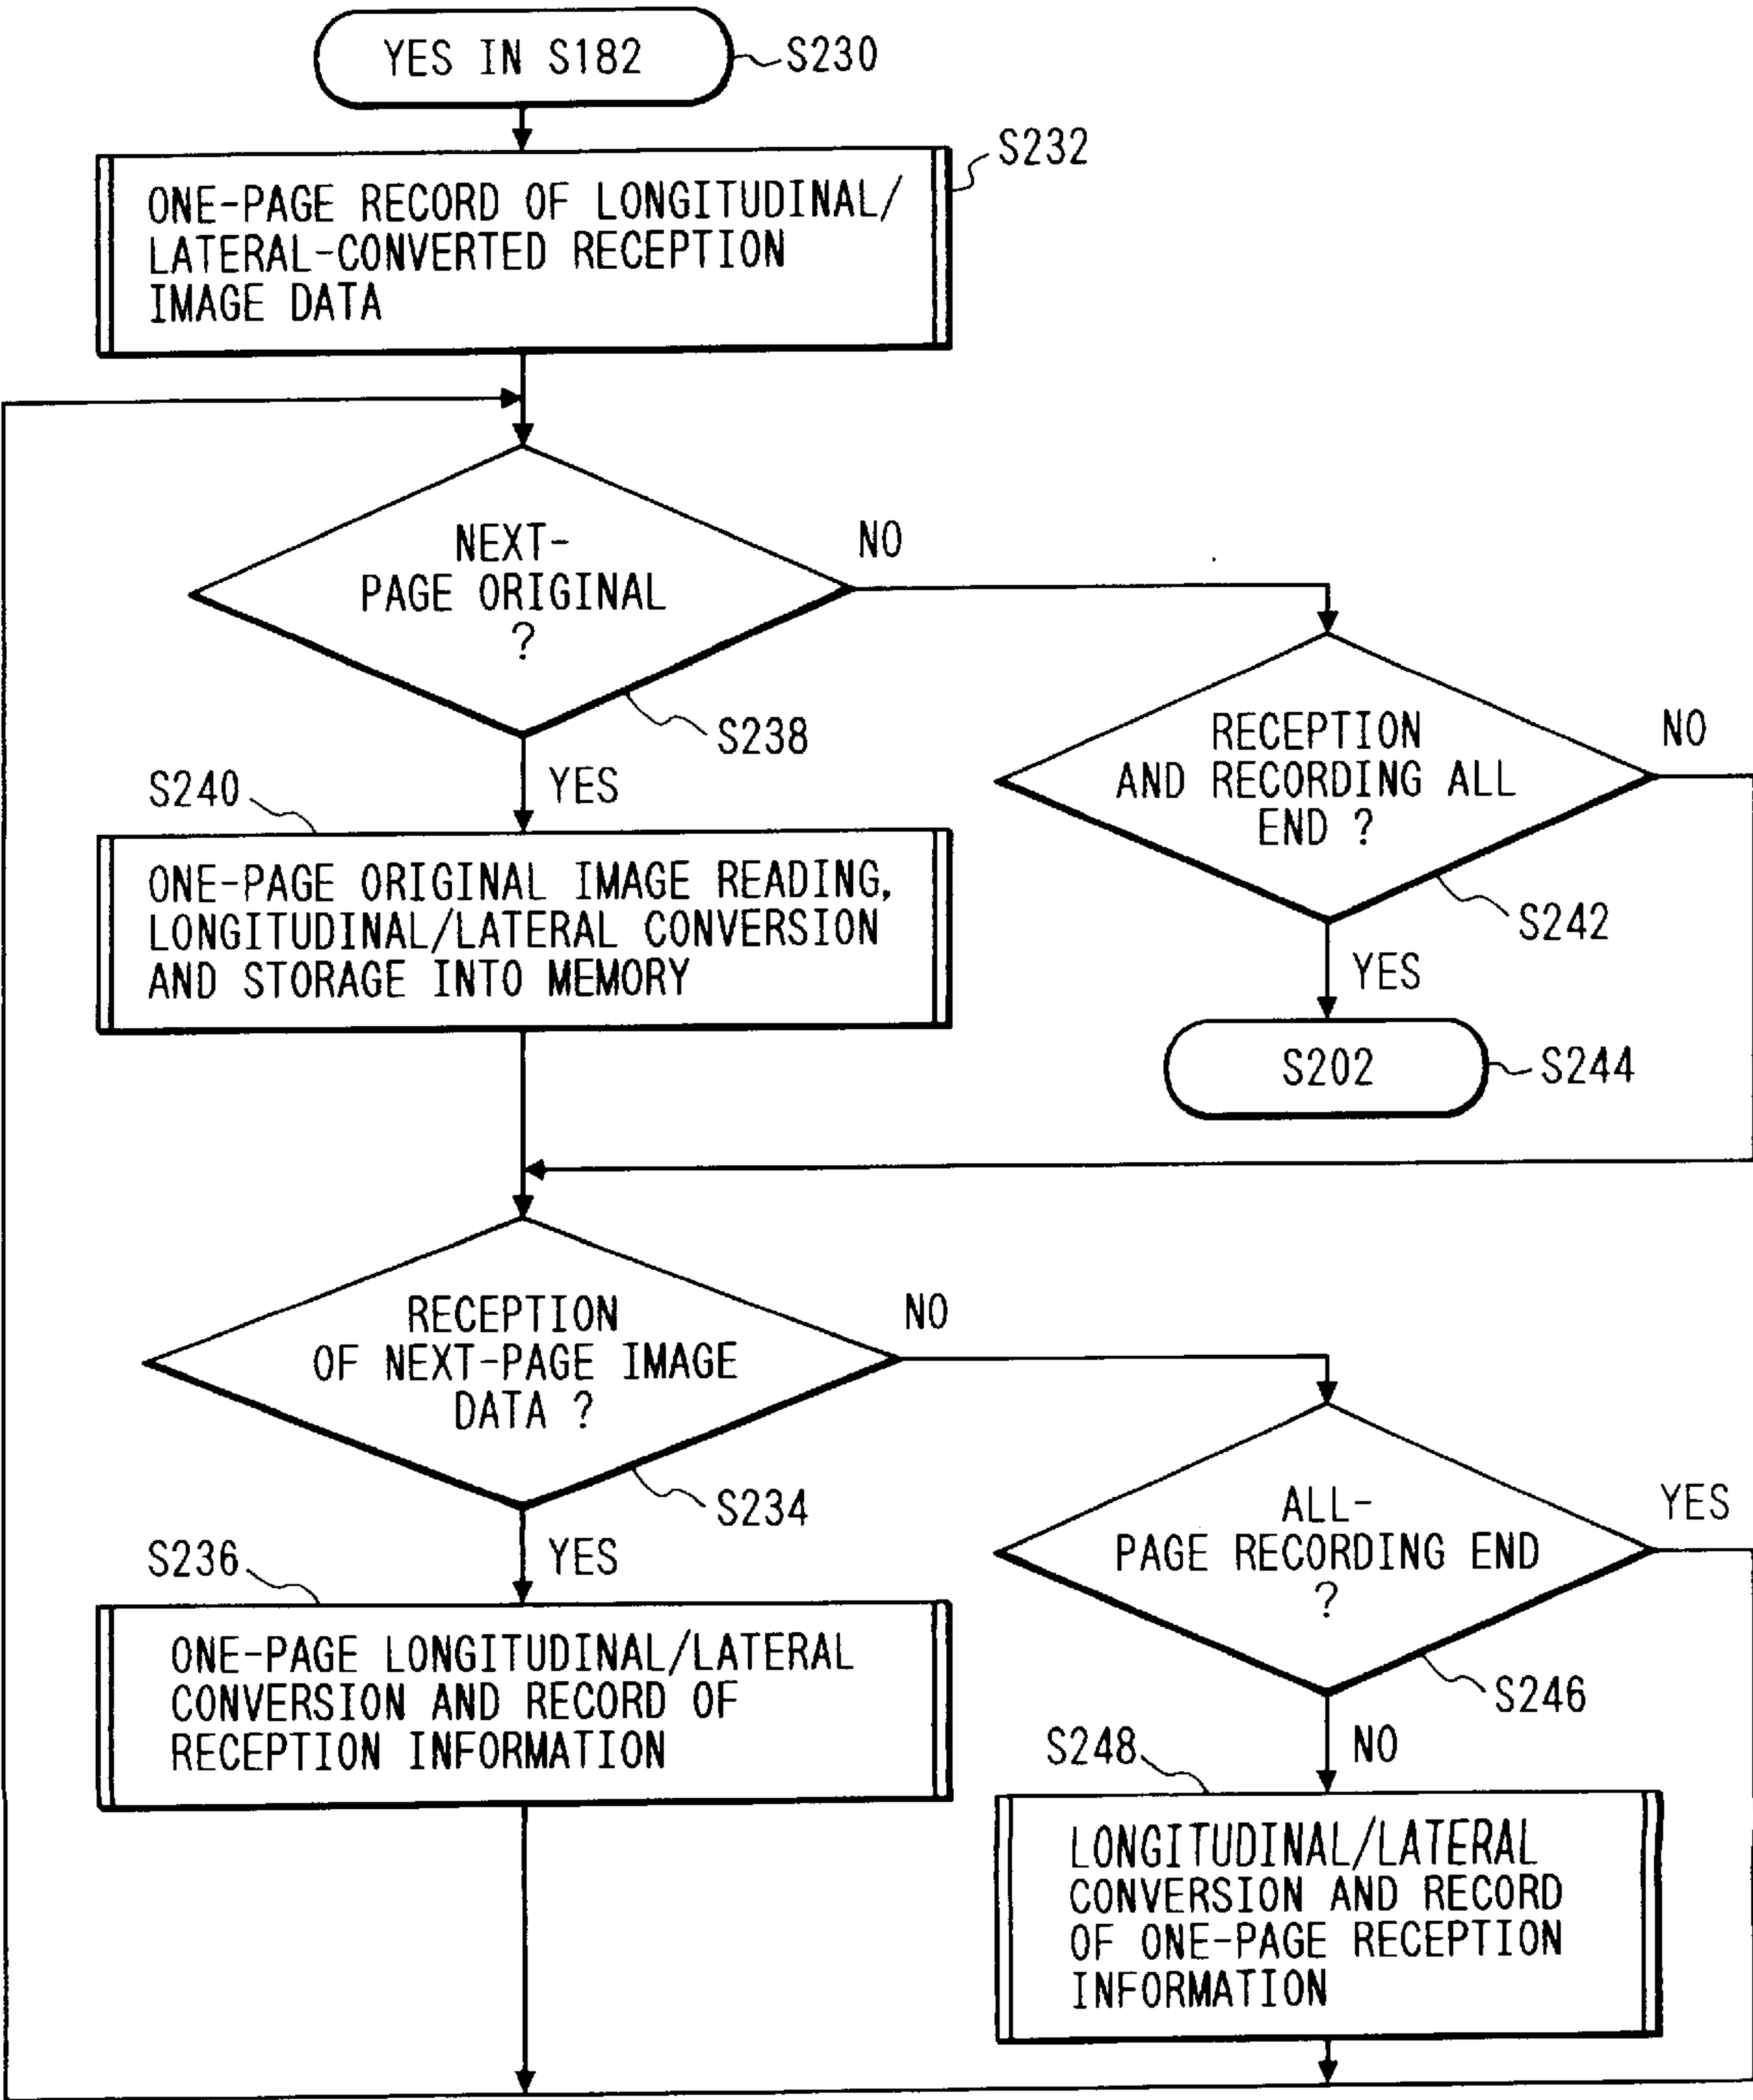 YES IN S182
S230
S232
ONE-PAGE RECORD OF LONGITUDINAL/
LATERAL-CONVERTED RECEPTION
IMAGE DATA
NEXT-
PAGE ORIGINAL
?
NO
S238
YES
RECEPTION
AND RECORDING ALL
END ?
NO
S242
YES
S202
S244
S240
ONE-PAGE ORIGINAL IMAGE READING,
LONGITUDINAL/LATERAL CONVERSION
AND STORAGE INTO MEMORY
RECEPTION
OF NEXT-PAGE IMAGE
DATA ?
NO
S234
YES
ALL-
PAGE RECORDING END
?
YES
S246
NO
S236
ONE-PAGE LONGITUDINAL/LATERAL
CONVERSION AND RECORD OF
RECEPTION INFORMATION
S248
LONGITUDINAL/LATERAL
CONVERSION AND RECORD
OF ONE-PAGE RECEPTION
INFORMATION